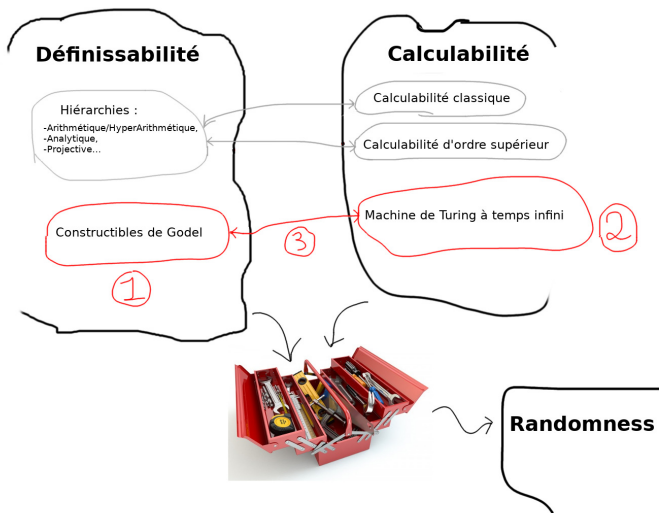 Définissabilité
Hiérarchies :
-Arithmétique/HyperArithmétique,
-Analytique,
-Projective...
Constructibles de Godel
1
3
Calculabilité
Calculabilité classique
Calculabilité d'ordre supérieur
Machine de Turing à temps infini
2
Randomness